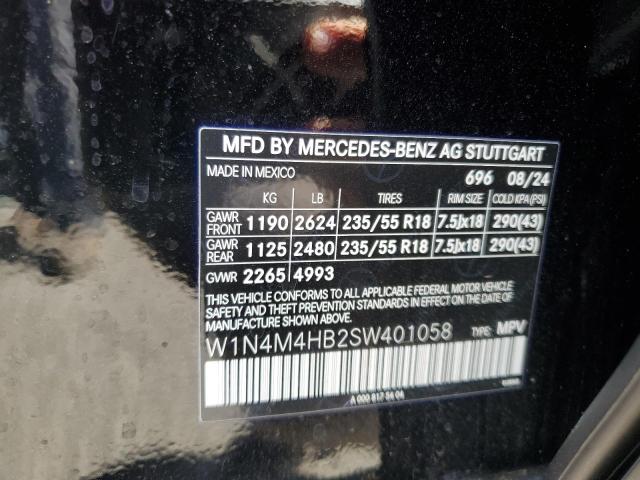 MFD BY MERCEDES-BENZ AG STUTTGART
MADE IN MEXICO 696 08/24
KG LB TIRES RIM SIZE COLD KPA(PSI)
GAWR FRONT 1190 2624 235/55 R18 7.5Jx18 290(43)
GAWR REAR 1125 2480 235/55 R18 7.5Jx18 290(43)
GVWR 2265 4993
THIS VEHICLE CONFORMS TO ALL APPLICABLE FEDERAL MOTOR VEHICLE
SAFETY AND THEFT PREVENTION STANDARDS IN EFFECT ON THE DATE OF
MANUFACTURE SHOWN ABOVE.
W1N4M4HB2SW401058 TYPE: MPV
A 000 817 54 04